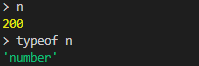 > n
200
> typeof n
'number'